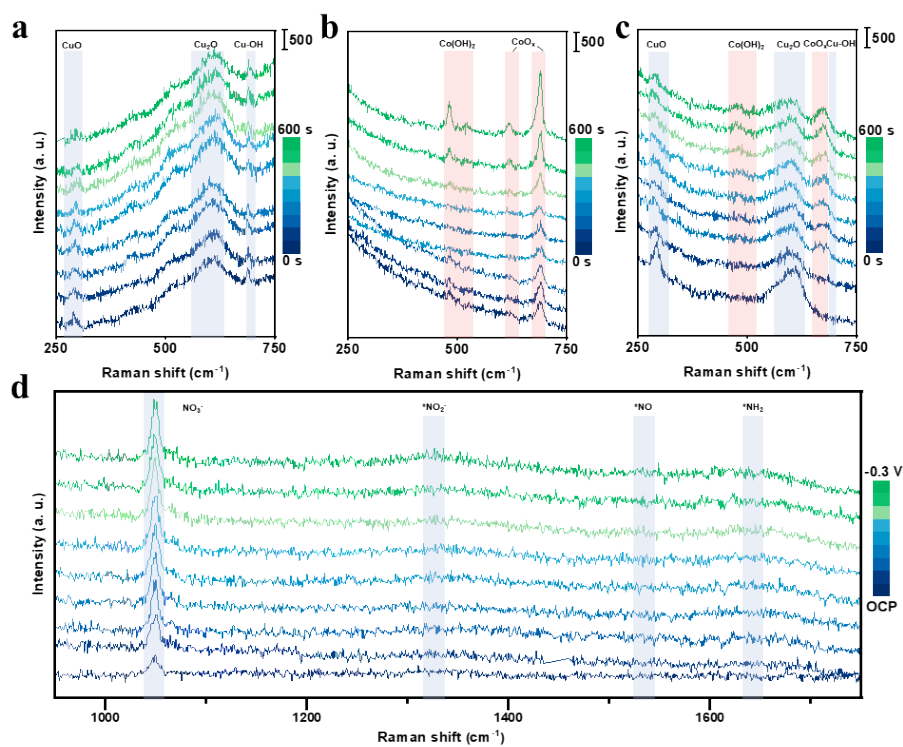 a
CuO
Cu₂O
Cu-OH
500
600 s
0 s
Intensity (a. u.)
250
500
750
Raman shift (cm⁻¹)
b
Co(OH)₂
CoOₓ
500
600 s
0 s
Intensity (a. u.)
250
500
750
Raman shift (cm⁻¹)
c
CuO
Co(OH)₂
Cu₂O
CoOₓ
Cu-OH
600 s
0 s
Intensity (a. u.)
250
500
750
Raman shift (cm⁻¹)
d
NO₃⁻
*NO₂⁻
*NO
*NH₂
-0.3 V
OCP
Intensity (a. u.)
1000
1200
1400
1600
Raman shift (cm⁻¹)